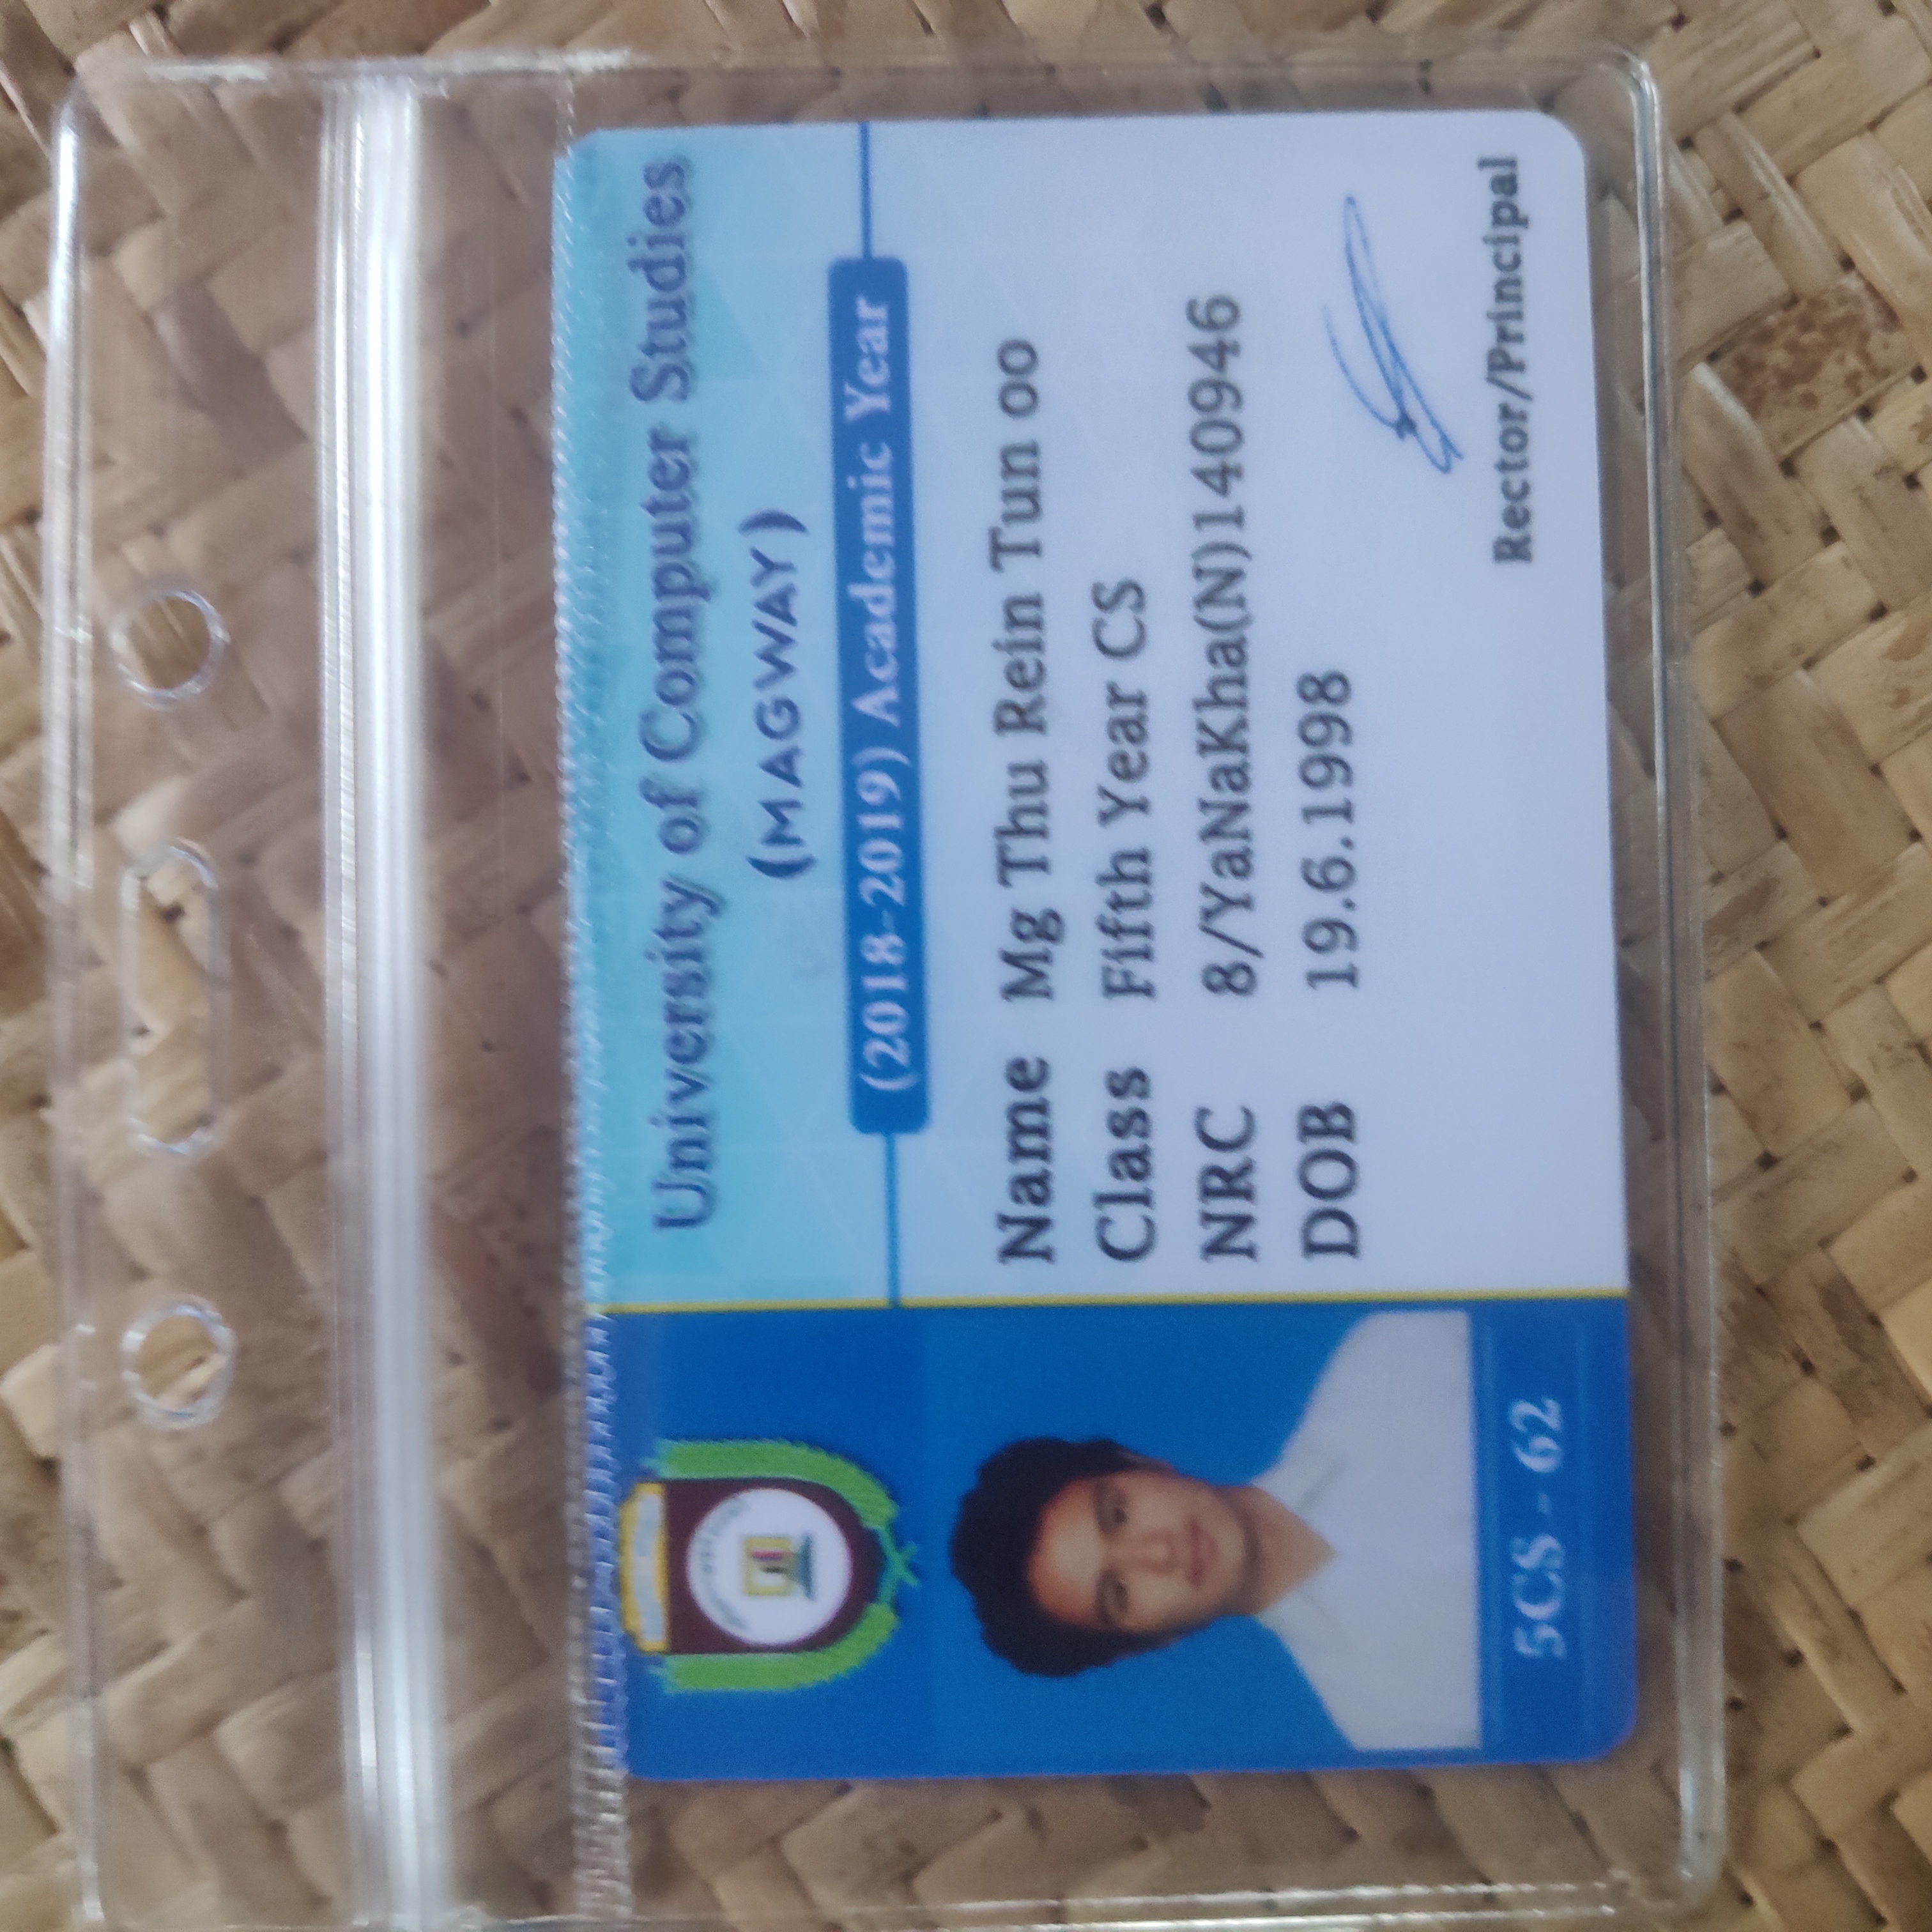 University of Computer Studies
(MAGWAY)
(2018-2019) Academic Year
Name Mg Thu Rein Tun oo
Class Fifth Year CS
NRC 8/YaNaKha(N)140946
DOB 19.6.1998
Rector/Principal
5CS - 62